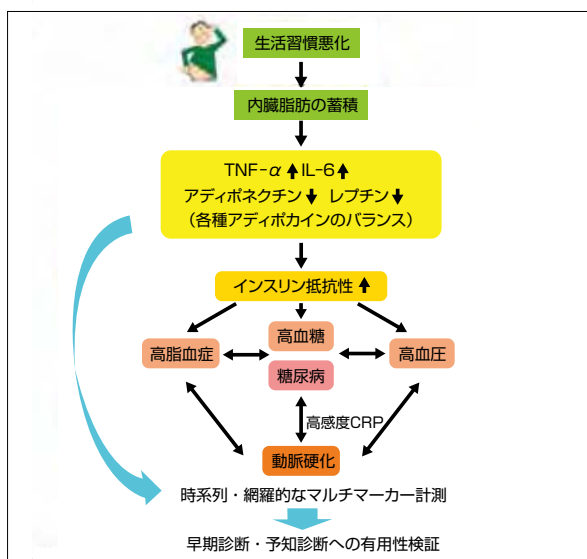 生活習慣悪化
内臓脂肪の蓄積
TNF-α↑IL-6↑
アディポネクチン↓ レプチン↓
（各種アディポカインのバランス）
インスリン抵抗性↑
高血糖
高脂血症
高血圧
糖尿病
高感度CRP
動脈硬化
時系列・網羅的なマルチマーカー計測
早期診断・予知診断への有用性検証